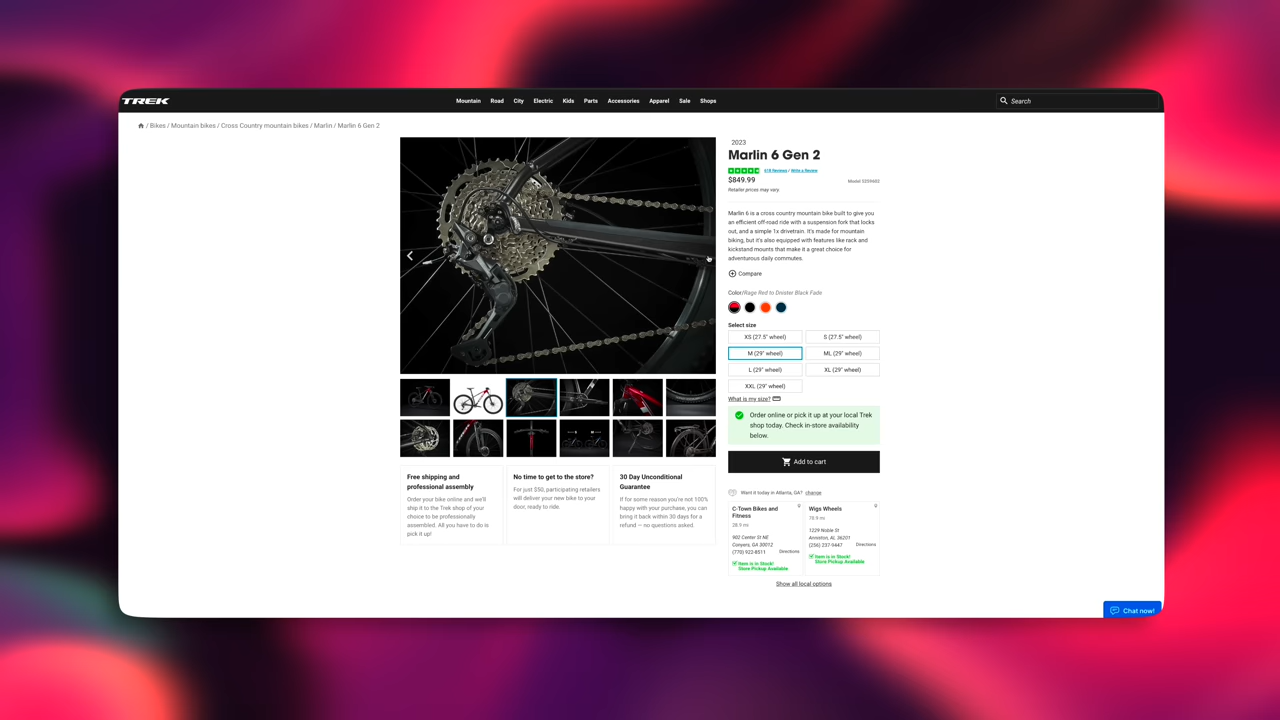 TREK
Mountain Road City Electric Kids Parts Accessories Apparel Sale Shops
Search
/ Bikes / Mountain bikes / Cross Country mountain bikes / Marlin / Marlin 6 Gen 2
2023
Marlin 6 Gen 2
Reviews / Write a Review
$849.99
Retailer prices may vary.
Marlin 6 is a cross country mountain bike built to give you
an efficient off-road ride with a suspension fork that locks
out, and a simple 1x drivetrain. It's made for mountain
biking, but it's also equipped with features like rack and
kickstand mounts that make it a great choice for
adventurous daily commutes.
Compare
Color/Rage Red to Dnister Black Fade
Select size
XS (27.5" wheel) S (27.5" wheel)
M (29" wheel) ML (29" wheel)
L (29" wheel) XL (29" wheel)
XXL (29" wheel)
What is my size?
Order online or pick it up at your local Trek
shop today. Check in-store availability
below.
Add to cart
Want it today in Atlanta, GA? change
C-Town Bikes and
Fitness
28.9 mi
902 Center St NE
Conyers, GA 30012
(770) 922-8511 Directions
Item is in Stock!
Store Pickup Available
Wigs Wheels
78.9 mi
1229 Noble St
Anniston, AL 36201
(256) 237-9447 Directions
Item is in Stock!
Store Pickup Available
Show all local options
Free shipping and
professional assembly
Order your bike online and we'll
ship it to the Trek shop of your
choice to be professionally
assembled. All you have to do is
pick it up!
No time to get to the store?
For just $50, participating retailers
will deliver your new bike to your
door, ready to ride.
30 Day Unconditional
Guarantee
If for some reason you're not 100%
happy with your purchase, you can
bring it back within 30 days for a
refund — no questions asked.
Chat now!